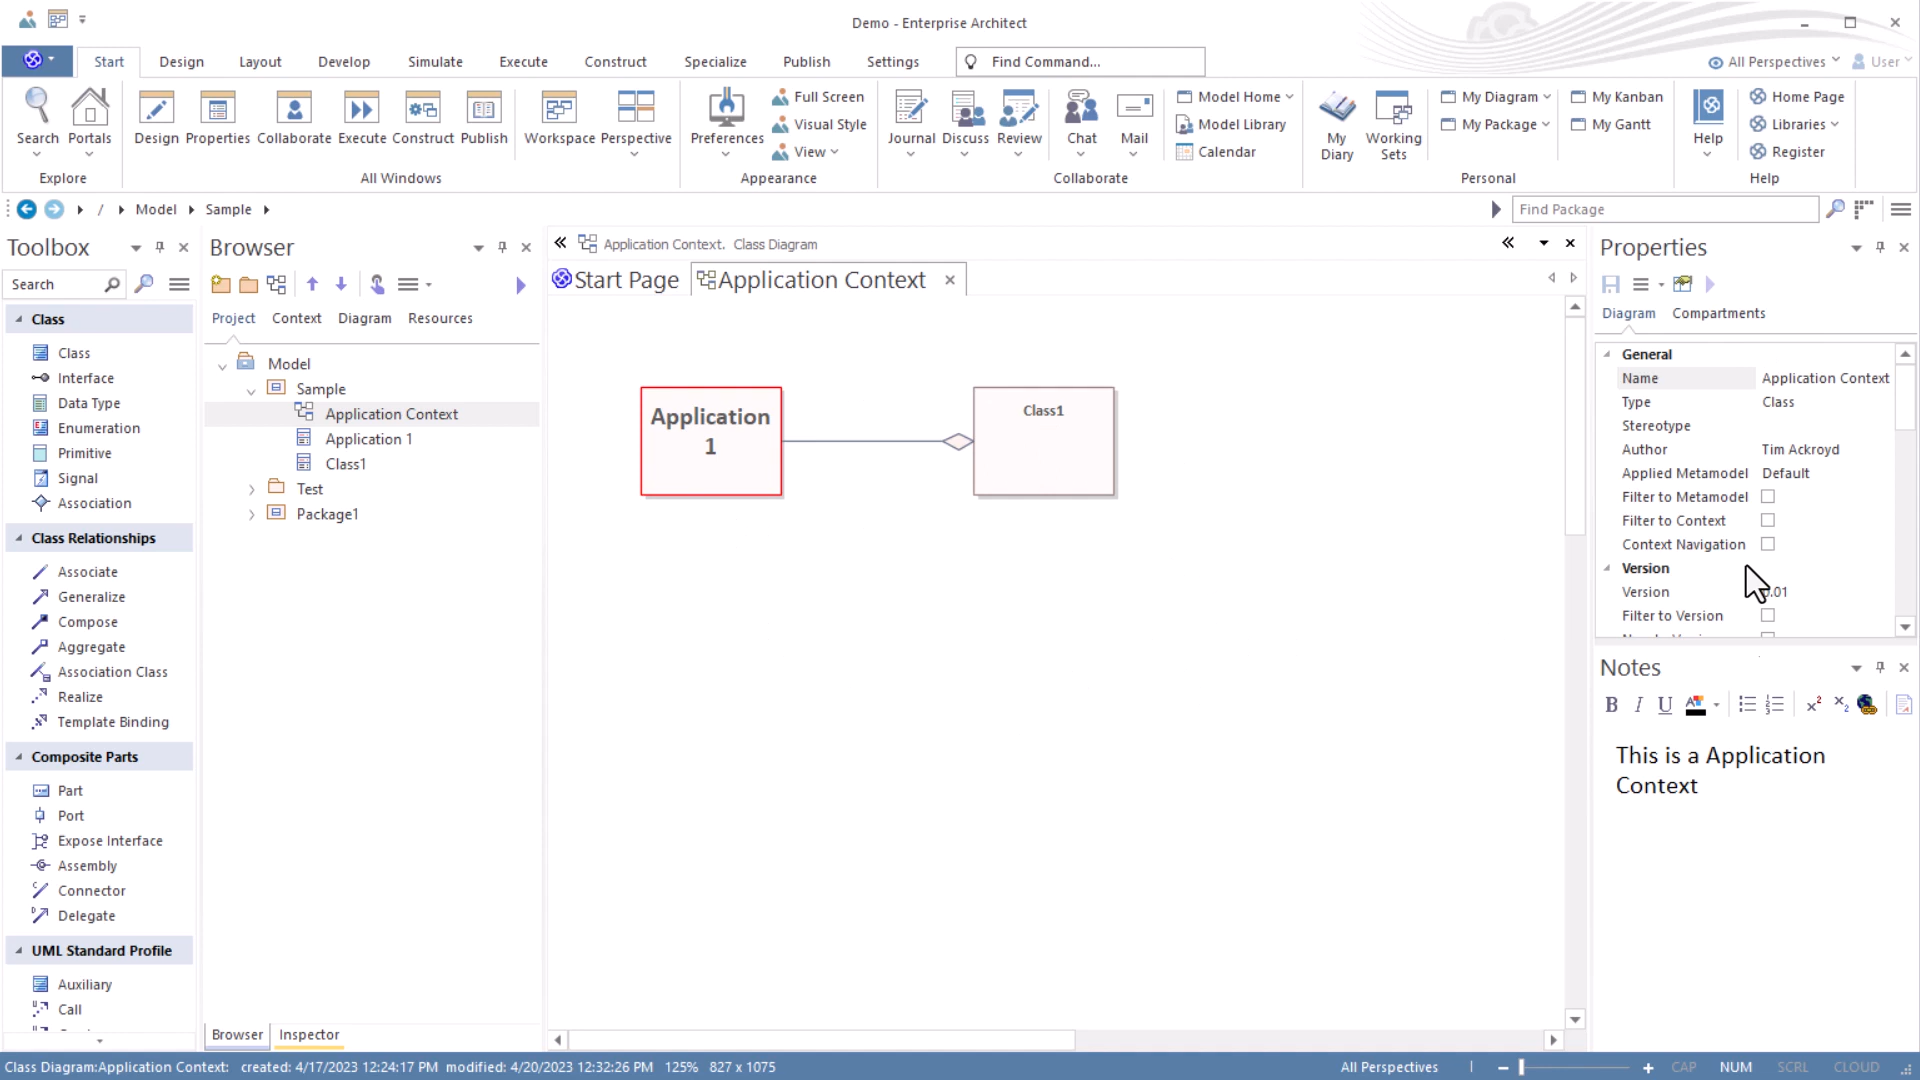 Demo - Enterprise Architect
Start Design Layout Develop Simulate Execute Construct Specialize Publish Settings Find Command... All Perspectives User
Search Portals
Explore
Design Properties Collaborate Execute Construct Publish Workspace Perspective
All Windows
Preferences Full Screen
Visual Style
View
Appearance
Journal Discuss Review Chat Mail Model Home
Model Library
Calendar
Collaborate
My Diary Working Sets My Diagram My Kanban
My Package My Gantt
Personal
Help Home Page
Libraries
Register
Help
/ Model Sample Find Package
Toolbox
Search
Class
Class
Interface
Data Type
Enumeration
Primitive
Signal
Association
Class Relationships
Associate
Generalize
Compose
Aggregate
Association Class
Realize
Template Binding
Composite Parts
Part
Port
Expose Interface
Assembly
Connector
Delegate
UML Standard Profile
Auxiliary
Call
Browser
Project Context Diagram Resources
Model
Sample
Application Context
Application 1
Class1
Test
Package1
Browser Inspector
Application Context. Class Diagram
Start Page Application Context
Application
1
Class1
Properties
Diagram Compartments
General
Name Application Context
Type Class
Stereotype
Author Tim Ackroyd
Applied Metamodel Default
Filter to Metamodel
Filter to Context
Context Navigation
Version
Version .01
Filter to Version
Notes
B I U
This is a Application
Context
Class Diagram:Application Context: created: 4/17/2023 12:24:17 PM modified: 4/20/2023 12:32:26 PM 125% 827 x 1075 All Perspectives CAP NUM SCRL CLOUD